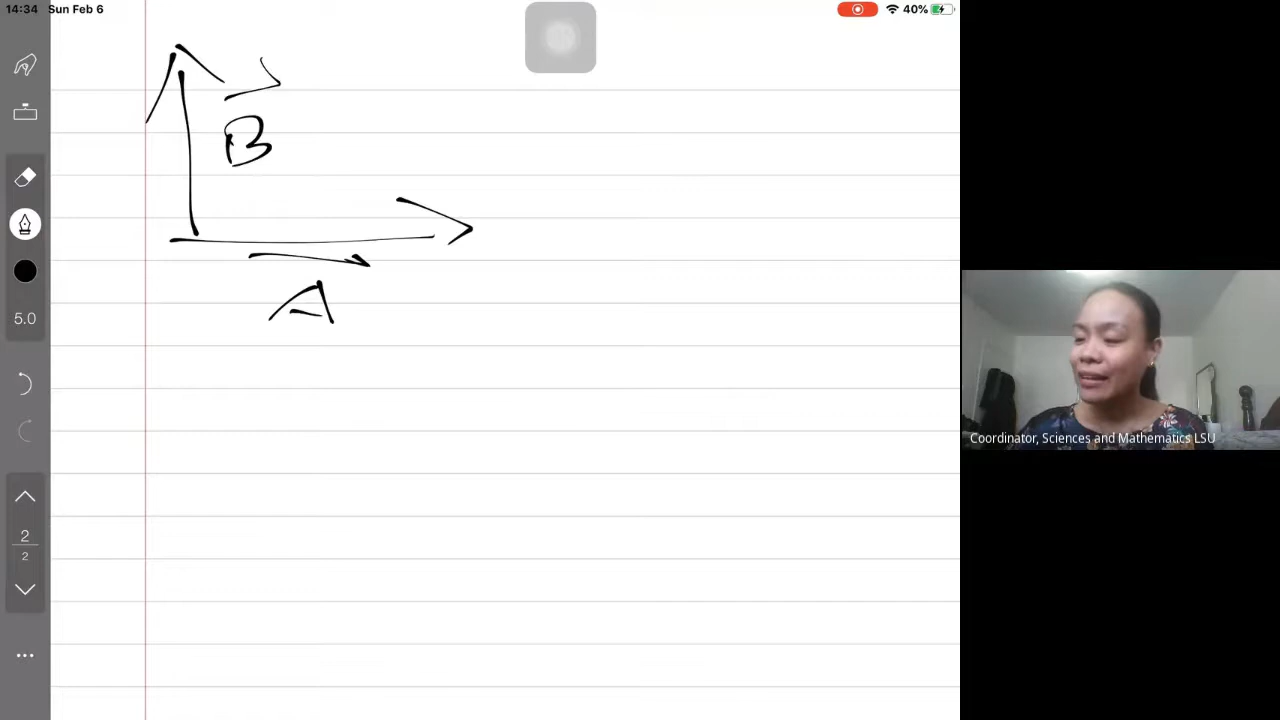 14:34 Sun Feb 6
40%
B
A
5.0
2
2
Coordinator, Sciences and Mathematics LSU